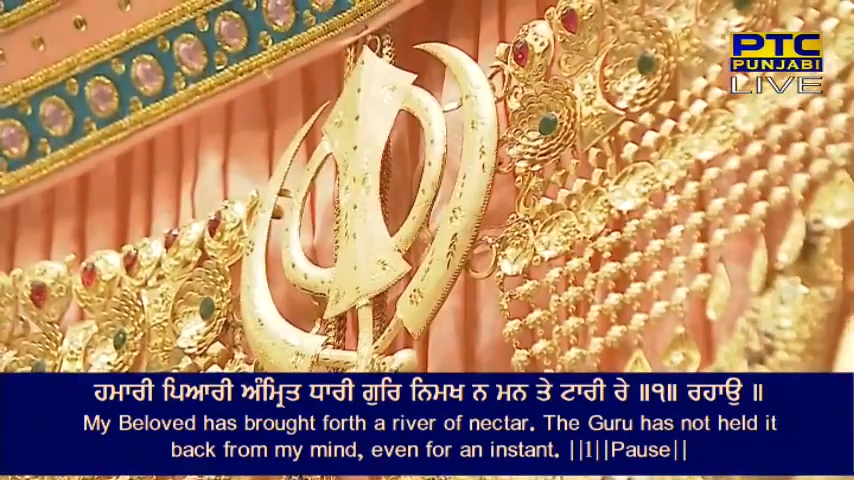 PTC
PUNJABI
LIVE
ਹਮਾਰੀ ਪਿਆਰੀ ਅੰਮ੍ਰਿਤ ਧਾਰੀ ਗੁਰਿ ਨਿਮਖ ਨ ਮਨ ਤੇ ਟਾਰੀ ਰੇ ॥੧॥ ਰਹਾਉ ॥
My Beloved has brought forth a river of nectar. The Guru has not held it
back from my mind, even for an instant. ||1||Pause||